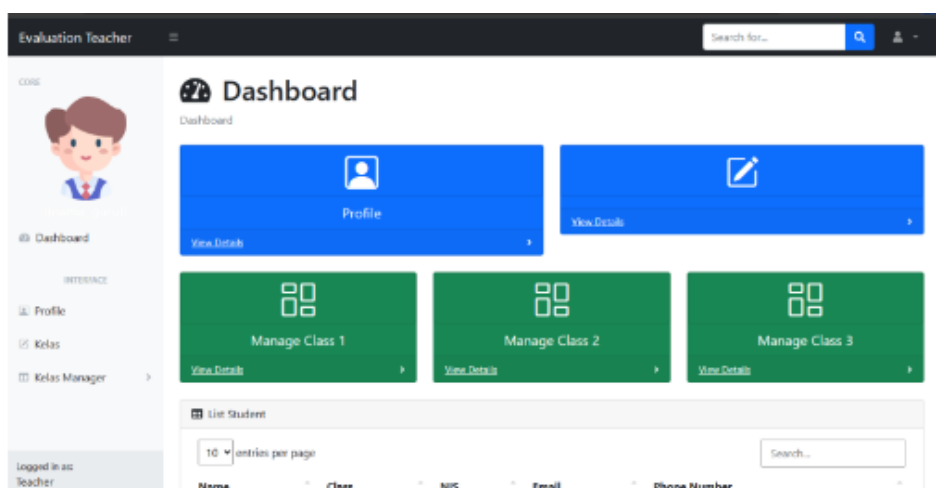 Evaluation Teacher
Search for...
CORE
Dashboard
Dashboard
Profile
View Details
View Details
Dashboard
INTERFACE
Profile
Kelas
Kelas Manager
Manage Class 1
View Details
Manage Class 2
View Details
Manage Class 3
View Details
List Student
10 entries per page
Search...
Name Class NIS Email Phone Number
Logged in as:
Teacher